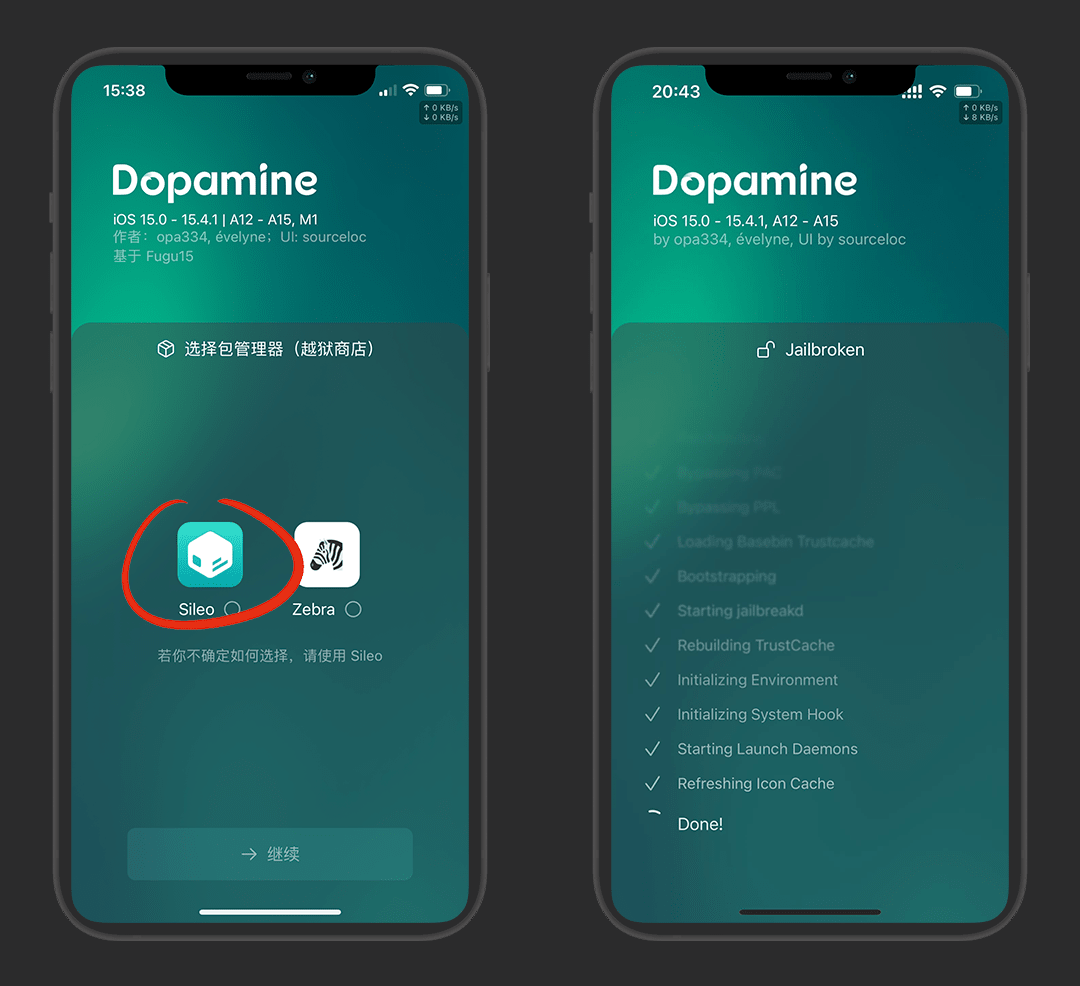 15:38
↑ 0 KB/s
↓ 0 KB/s
Dopamine
iOS 15.0 - 15.4.1 | A12 - A15, M1
作者：opa334, évelyne；UI: sourceloc
基于 Fugu15
选择包管理器（越狱商店）
Sileo
Zebra
若你不确定如何选择，请使用 Sileo
→ 继续
20:43
↑ 0 KB/s
↓ 8 KB/s
Dopamine
iOS 15.0 - 15.4.1, A12 - A15
by opa334, évelyne, UI by sourceloc
Jailbroken
Bypassing PAC
Bypassing PPL
Loading Basebin Trustcache
Bootstrapping
Starting jailbreakd
Rebuilding TrustCache
Initializing Environment
Initializing System Hook
Starting Launch Daemons
Refreshing Icon Cache
Done!